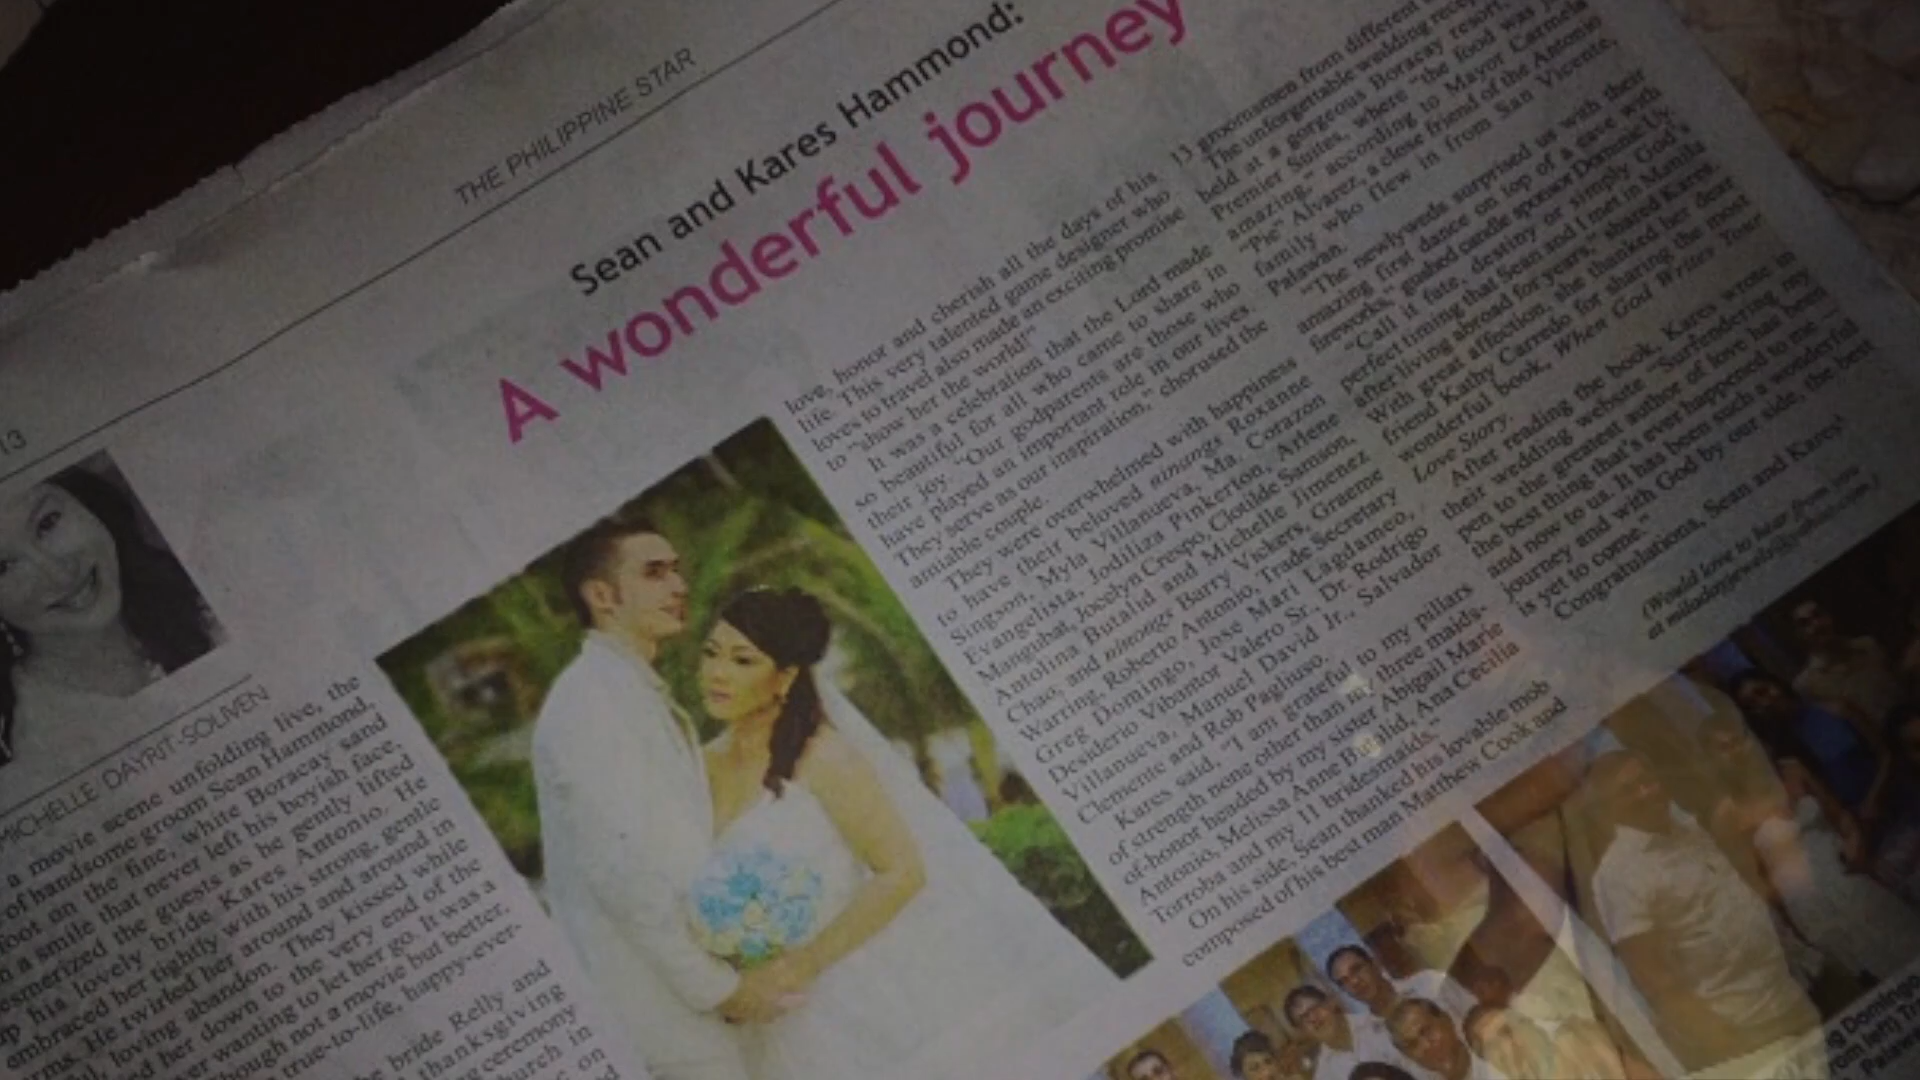 THE PHILIPPINE STAR
13
Sean and Kares Hammond:
A wonderful journey
MICHELLE DAYRIT-SOLIVEN
a movie scene unfolding live, the
of handsome groom Sean Hammond,
foot on the fine, white Boracay sand
a smile that never left his boyish face,
esmerized the guests as he gently lifted
up his lovely bride Kares Antonio. He
embraced her tightly with his strong, gentle
arms. He twirled her around and around in
loving abandon. They kissed while
her down to the very end of the
ever wanting to let her go. It was a
though not a movie but better,
true-to-life, happy-ever-
bride Relly and
thanksgiving
ceremony
church in
on
love, honor and cherish all the days of his
life. This very talented game designer who
loves to travel also made an exciting promise
to "show her the world!"
It was a celebration that the Lord made
so beautiful for all who came to share in
their joy. "Our godparents are those who
have played an important role in our lives
They serve as our inspiration," chorused the
amiable couple.
They were overwhelmed with happiness
to have their beloved ninangs Roxanne
Singson, Myla Villanueva, Ma. Corazon
Evangelista, Jodiliza Pinkerton, Arlene
Mangubat, Jocelyn Crespo, Clotilde Samson,
Antolina Butalid and Michelle Jimenez
Chao, and ninongs Barry Vickers, Graeme
Warring, Roberto Antonio, Trade Secretary
Greg Domingo, Jose Mari Lagdameo,
Desiderio Vibantor Valero Sr., Dr. Rodrigo
Villanueva, Manuel David Jr., Salvador
Clemente and Rob Pagliuso.
Kares said, "I am grateful to my pillars
of strength none other than my three maids-
of-honor headed by my sister Abigail Marie
Antonio, Melissa Anne Butalid, Ana Cecilia
Torroba and my 11 bridesmaids."
On his side, Sean thanked his lovable mob
composed of his best man Matthew Cook and
13 groomsmen from different
The unforgettable wedding
held at a gorgeous Boracay resort,
Premier Suites, where "the food was
amazing," according to Mayor Carmela
"Pie" Alvarez, a close friend of the Antonio
family who flew in from San Vicente,
Palawan.
"The newlyweds surprised us with their
amazing first dance on top of a cave with
fireworks," gushed candle sponsor Dominic Uy.
"Call it fate, destiny or simply God's
perfect timing that Sean and I met in Manila
after living abroad for years," shared Kares.
With great affection, she thanked her dear
friend Kathy Carredo for sharing the most
wonderful book, When God Writes Your
Love Story.
After reading the book, Kares wrote in
their wedding website "Surrendering my
pen to the greatest author of love has been
the best thing that's ever happened to me —
and now to us. It has been such a wonderful
journey and with God by our side, the best
is yet to come."
Congratulations, Sean and Kares!
(Would love to hear from you